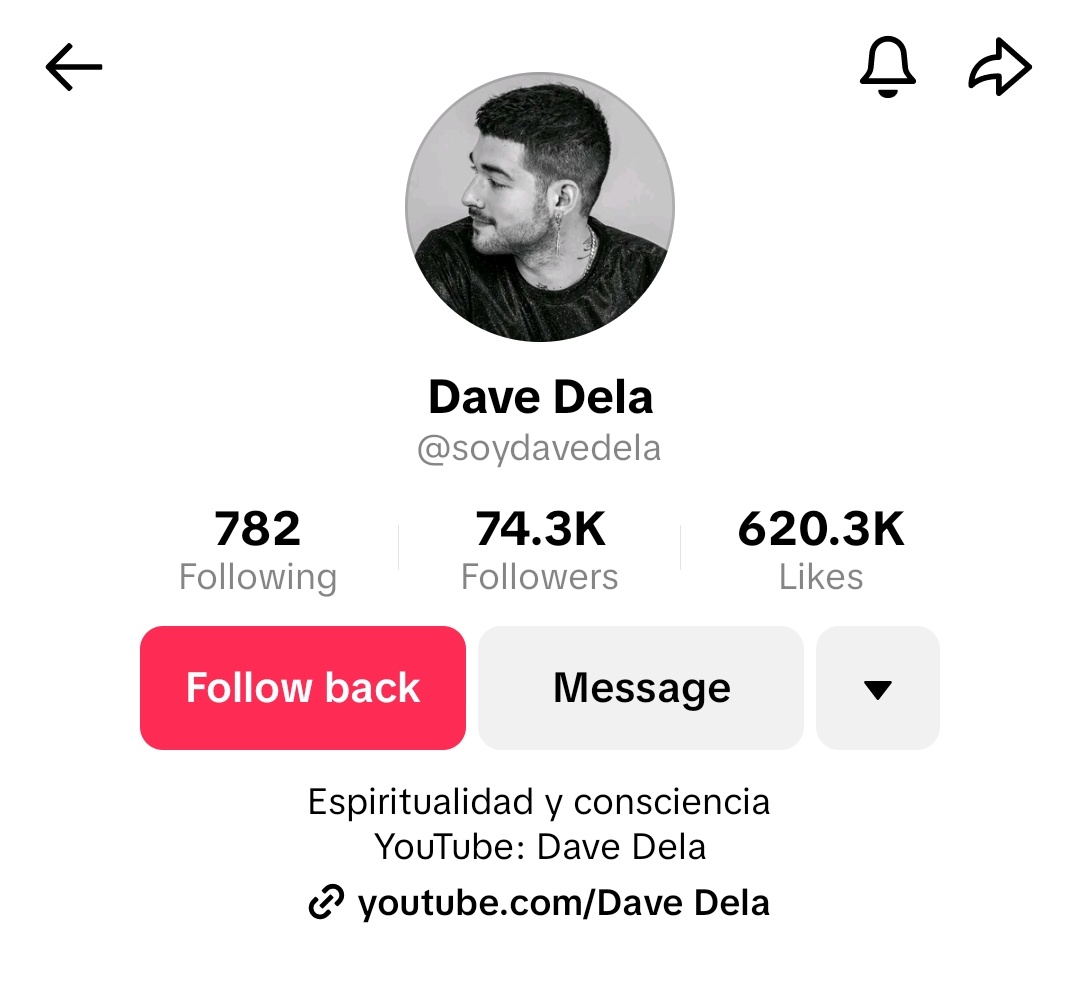 Dave Dela
@soydavedela
782 74.3K 620.3K
Following Followers Likes
Follow back Message
Espiritualidad y consciencia
YouTube: Dave Dela
youtube.com/Dave Dela